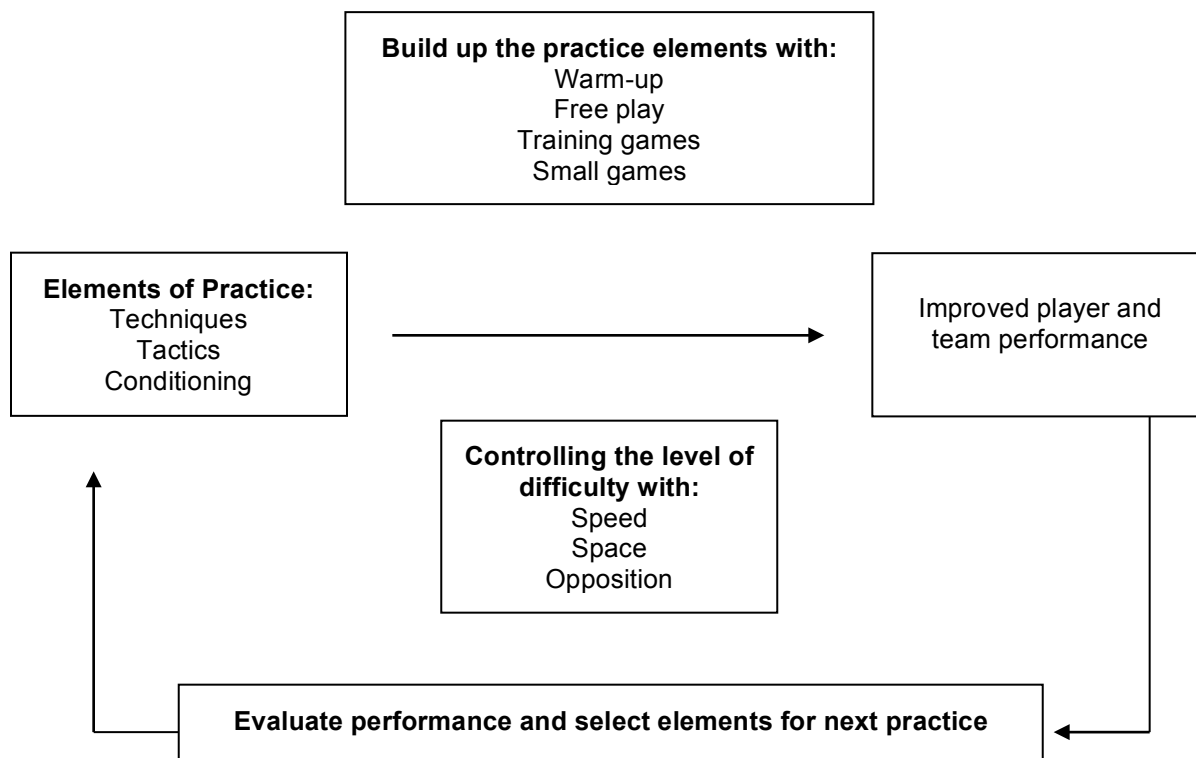 Build up the practice elements with:
Warm-up
Free play
Training games
Small games
Elements of Practice:
Techniques
Tactics
Conditioning
Improved player and
team performance
Controlling the level of
difficulty with:
Speed
Space
Opposition
Evaluate performance and select elements for next practice